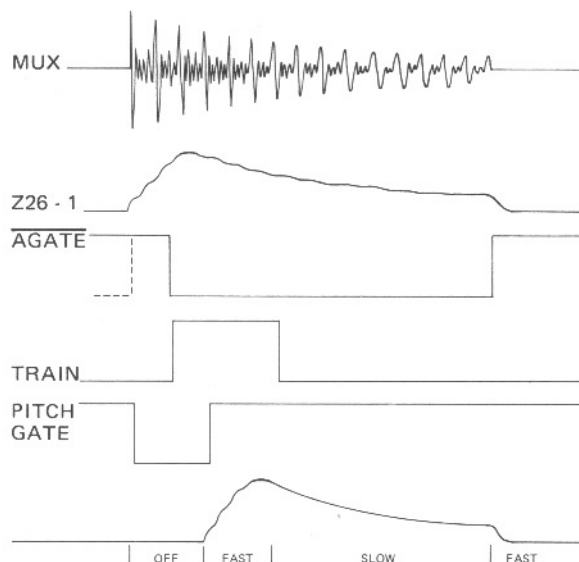 MUX
Z26 - 1
AGATE
TRAIN
PITCH
GATE
OFF FAST SLOW FAST